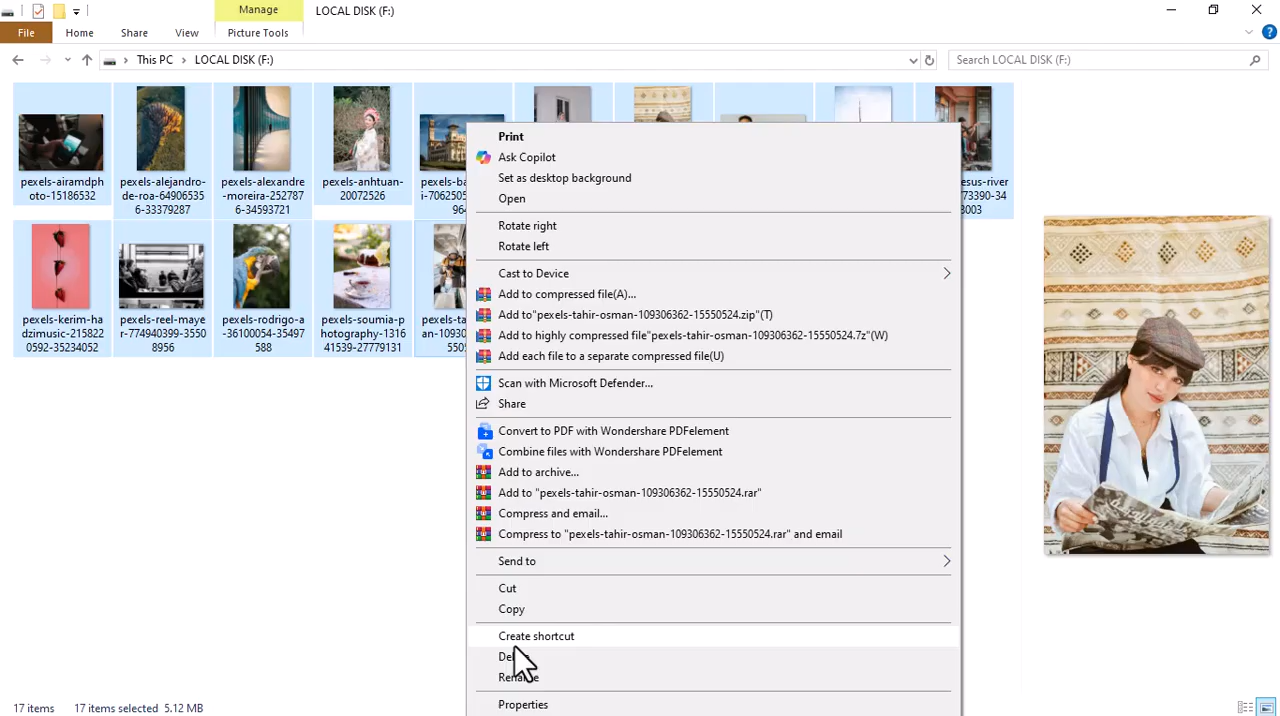 Manage
LOCAL DISK (F:)
File
Home
Share
View
Picture Tools
This PC
LOCAL DISK (F:)
Search LOCAL DISK (F:)
pexels-airamdph
oto-15186532
pexels-alejandro-
de-roa-64906535
6-33379287
pexels-alexandre
-moreira-252787
6-34593721
pexels-anhtuan-
20072526
pexels-reel-maye
r-774940399-3550
8956
pexels-kerim-ha
dzimusic-215822
0592-35234052
pexels-rodrigo-a
-36100054-35497
588
pexels-soumia-p
hotography-1316
41539-27779131
Print
Ask Copilot
Set as desktop background
Open
Rotate right
Rotate left
Cast to Device
Add to compressed file(A)...
Add to"pexels-tahir-osman-109306362-15550524.zip"(T)
Add to highly compressed file"pexels-tahir-osman-109306362-15550524.7z"(W)
Add each file to a separate compressed file(U)
Scan with Microsoft Defender...
Share
Convert to PDF with Wondershare PDFelement
Combine files with Wondershare PDFelement
Add to archive...
Add to "pexels-tahir-osman-109306362-15550524.rar"
Compress and email...
Compress to "pexels-tahir-osman-109306362-15550524.rar" and email
Send to
Cut
Copy
Create shortcut
Rename
Properties
17 items
17 items selected
5.12 MB